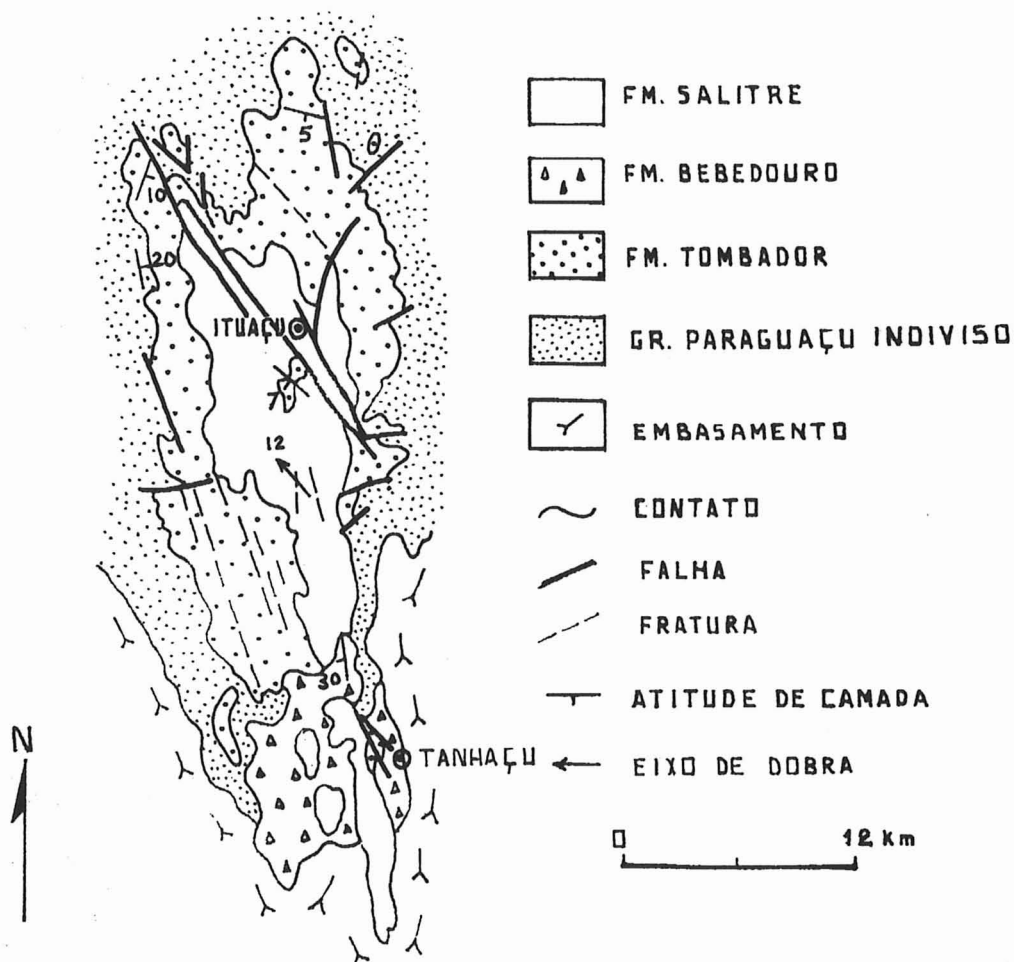 FM. SALITRE
FM. BEBEDOURO
FM. TOMBADOR
GR. PARAGUAÇU INDIVISO
EMBASAMENTO
CONTATO
FALHA
FRATURA
ATITUDE DE CAMADA
EIXO DE DOBRA
0 12 Km
N
5
θ
10
20
ITUAÇU
7
12
30
TANHAÇU